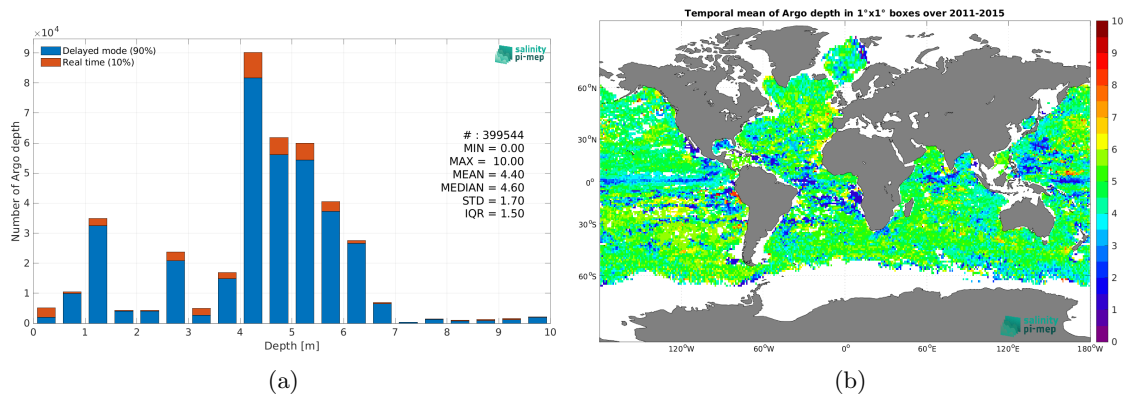 ×10⁴
9
8
7
6
5
4
3
2
1
0
Number of Argo depth
Delayed mode (90%)
Real time (10%)
salinity
pi-mep
# : 399544
MIN = 0.00
MAX = 10.00
MEAN = 4.40
MEDIAN = 4.60
STD = 1.70
IQR = 1.50
0 1 2 3 4 5 6 7 8 9 10
Depth [m]
(a)
Temporal mean of Argo depth in 1°x1° boxes over 2011-2015
60°N
30°N
0°
30°S
60°S
120°W 60°W 0° 60°E 120°E 180°W
salinity
pi-mep
10
9
8
7
6
5
4
3
2
1
0
(b)